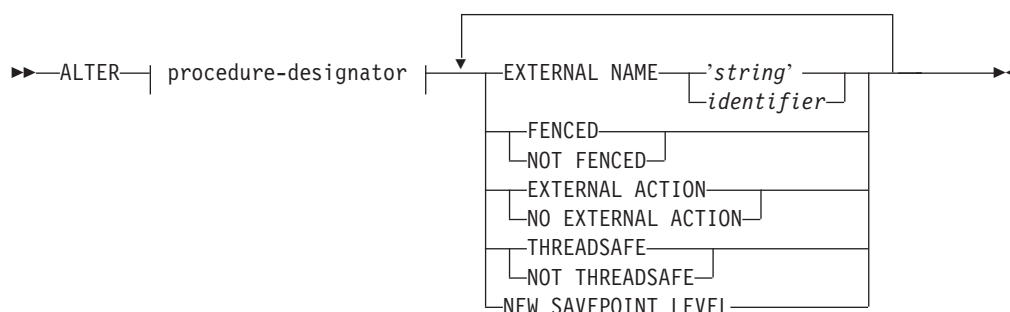 ALTER procedure-designator EXTERNAL NAME 'string'
identifier
FENCED
NOT FENCED
EXTERNAL ACTION
NO EXTERNAL ACTION
THREADSAFE
NOT THREADSAFE
NEW SAVEPOINT LEVEL